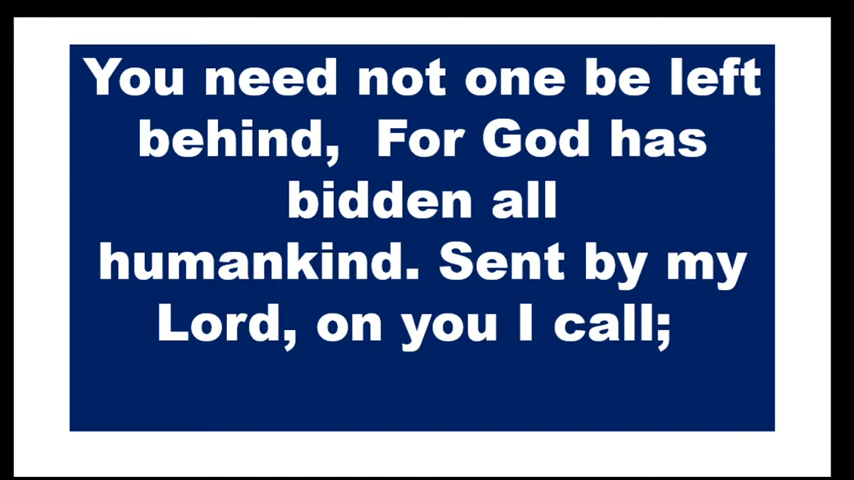 You need not one be left
behind, For God has
bidden all
humankind. Sent by my
Lord, on you I call;